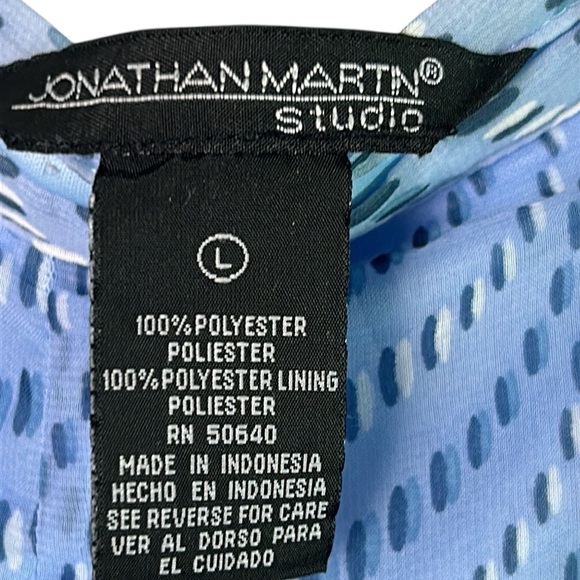 JONATHAN MARTIN®
studio
L
100% POLYESTER
POLIESTER
100% POLYESTER LINING
POLIESTER
RN 50640
MADE IN INDONESIA
HECHO EN INDONESIA
SEE REVERSE FOR CARE
VER AL DORSO PARA
EL CUIDADO